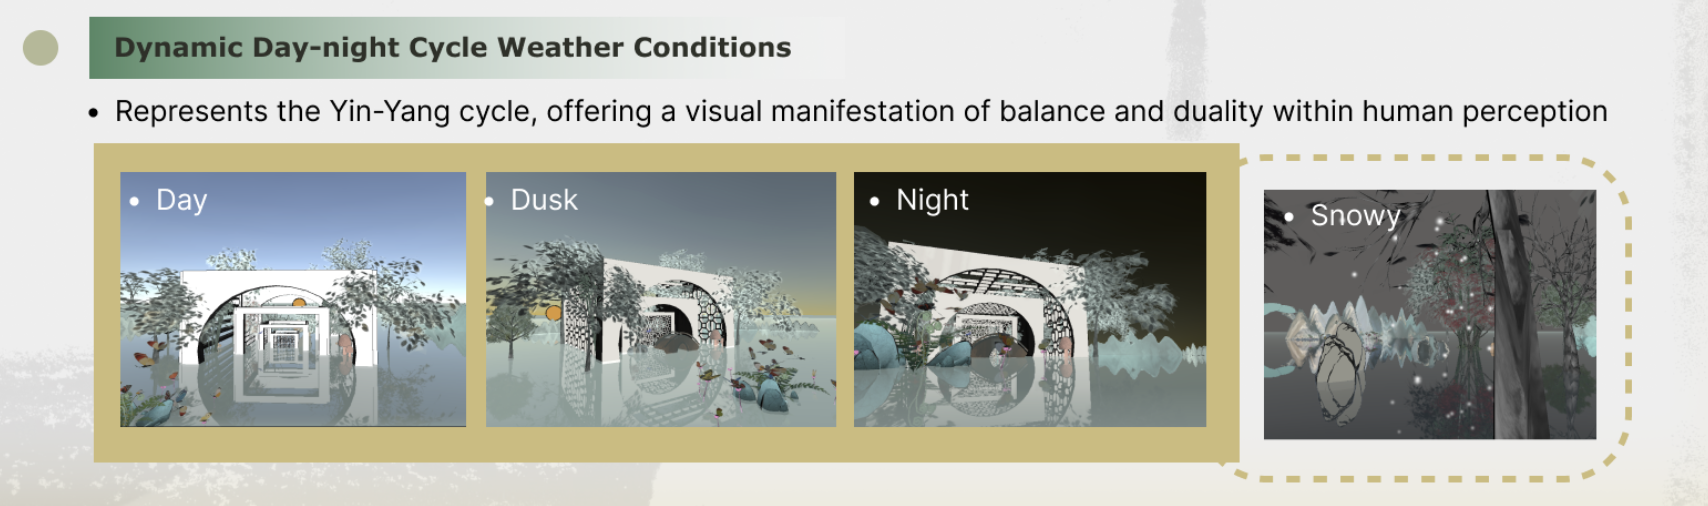 Dynamic Day-night Cycle Weather Conditions
• Represents the Yin-Yang cycle, offering a visual manifestation of balance and duality within human perception
• Day
• Dusk
• Night
• Snowy